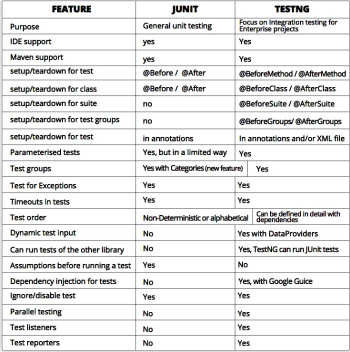 FEATURE JUNIT TESTNG
Purpose General unit testing Focus on Integration testing for
Enterprise projects
IDE support yes Yes
Maven support yes Yes
setup/teardown for test @Before / @After @BeforeMethod / @AfterMethod
setup/teardown for class @Before / @After @BeforeClass / @AfterClass
setup/teardown for suite no @BeforeSuite / @AfterSuite
setup/teardown for test groups no @BeforeGroups/ @AfterGroups
setup/teardown for test in annotations In annotations and/or XML file
Parameterised tests Yes, but in a limited way Yes
Test groups Yes with Categories (new feature) Yes
Test for Exceptions Yes Yes
Timeouts in tests Yes Yes
Test order Non-Deterministic or alphabetical Can be defined in detail with
dependencies
Dynamic test input No Yes with DataProviders
Can run tests of the other library No Yes, TestNG can run JUnit tests
Assumptions before running a test Yes No
Dependency injection for tests No Yes, with Google Guice
Ignore/disable test Yes Yes
Parallel testing No Yes
Test listeners No Yes
Test reporters No Yes